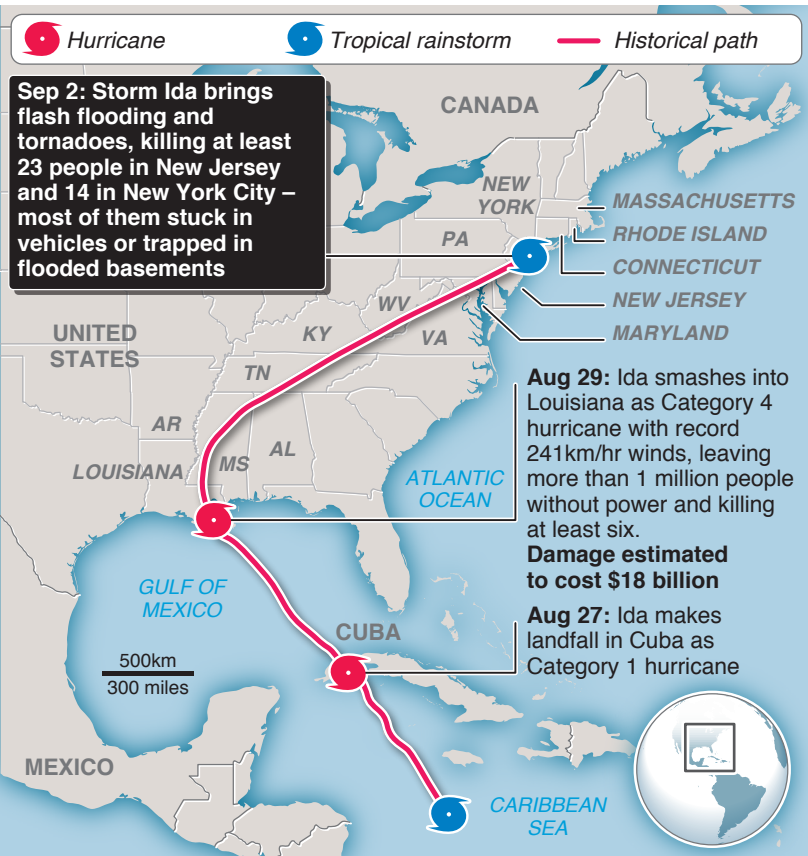 Hurricane
Tropical rainstorm
Historical path
Sep 2: Storm Ida brings
flash flooding and
tornadoes, killing at least
23 people in New Jersey
and 14 in New York City –
most of them stuck in
vehicles or trapped in
flooded basements
CANADA
NEW
YORK
MASSACHUSETTS
RHODE ISLAND
CONNECTICUT
NEW JERSEY
MARYLAND
PA
WV
VA
KY
UNITED
STATES
TN
AR
AL
MS
LOUISIANA
ATLANTIC
OCEAN
Aug 29: Ida smashes into
Louisiana as Category 4
hurricane with record
241km/hr winds, leaving
more than 1 million people
without power and killing
at least six.
Damage estimated
to cost $18 billion
GULF OF
MEXICO
CUBA
Aug 27: Ida makes
landfall in Cuba as
Category 1 hurricane
500km
300 miles
MEXICO
CARIBBEAN
SEA